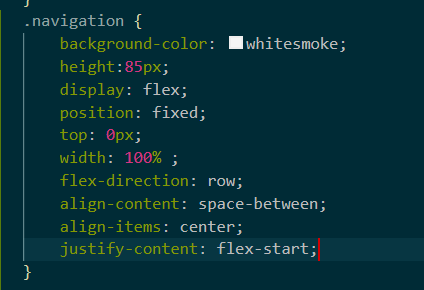 }
.navigation {
background-color: whitesmoke;
height:85px;
display: flex;
position: fixed;
top: 0px;
width: 100% ;
flex-direction: row;
align-content: space-between;
align-items: center;
justify-content: flex-start;
}